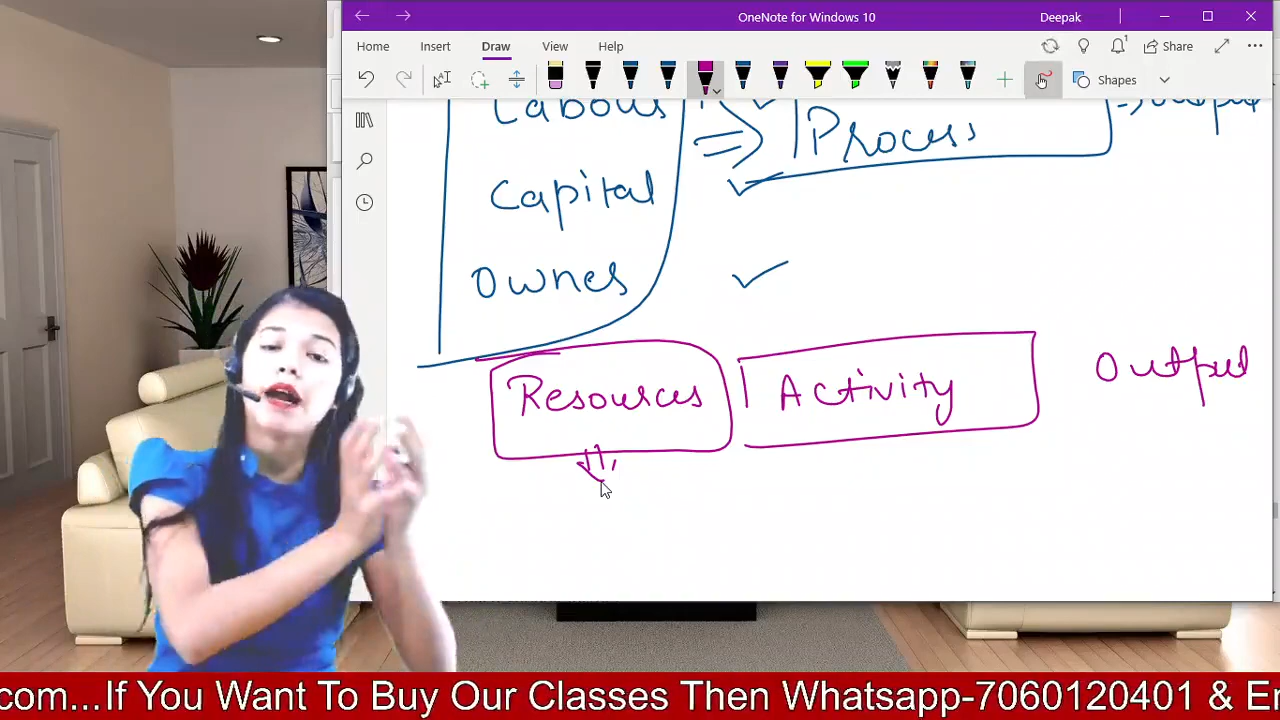 OneNote for Windows 10
Deepak
Home Insert Draw View Help
Share
Shapes
Labour
Process
Capital
Ownes
Resources
Activity
Output
com...If You Want To Buy Our Classes Then Whatsapp-7060120401 & E